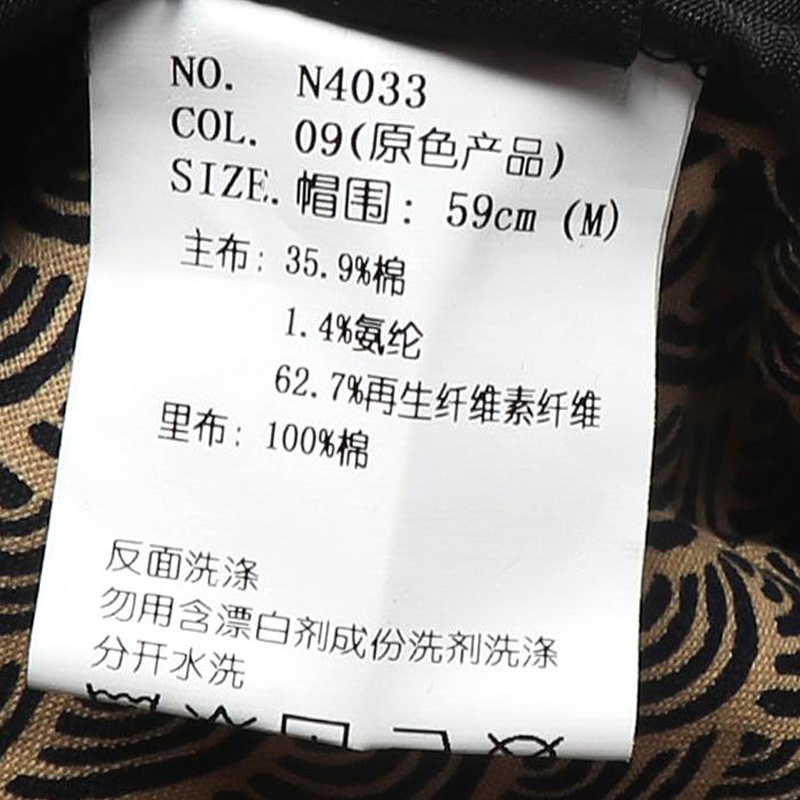 NO. N4033
COL. 09(原色产品)
SIZE. 帽围: 59cm (M)
主布: 35.9%棉
1.4%氨纶
62.7%再生纤维素纤维
里布: 100%棉
反面洗涤
勿用含漂白剂成份洗剂洗涤
分开水洗